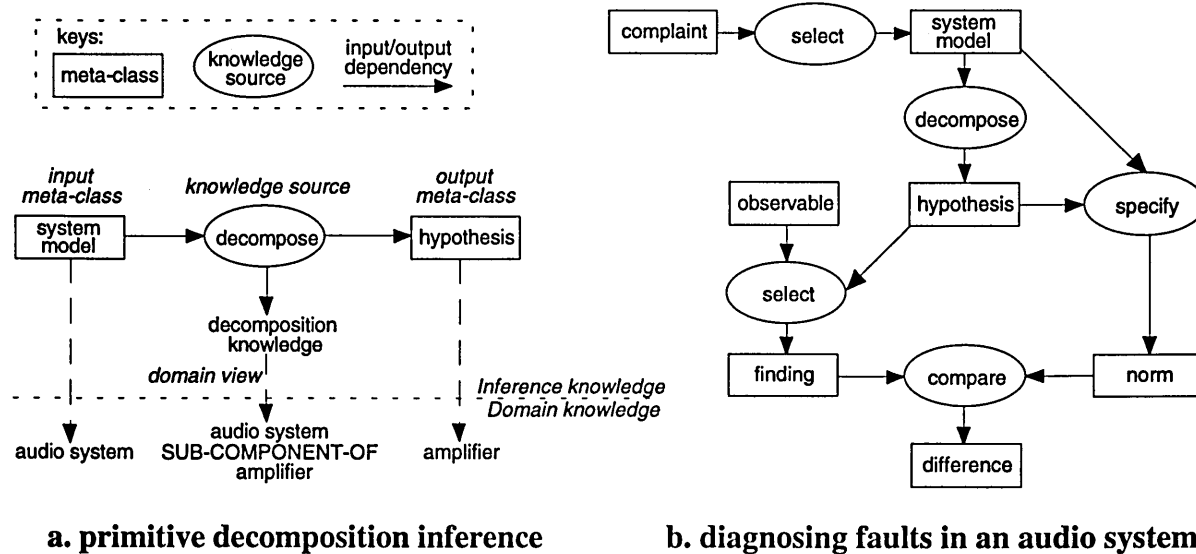 keys:
meta-class
knowledge
source
input/output
dependency
input
meta-class
knowledge source
output
meta-class
system
model
decompose
hypothesis
decomposition
knowledge
domain view
Inference knowledge
Domain knowledge
audio system
audio system
SUB-COMPONENT-OF
amplifier
amplifier
a. primitive decomposition inference
complaint
select
system
model
decompose
observable
hypothesis
specify
select
finding
compare
norm
difference
b. diagnosing faults in an audio system